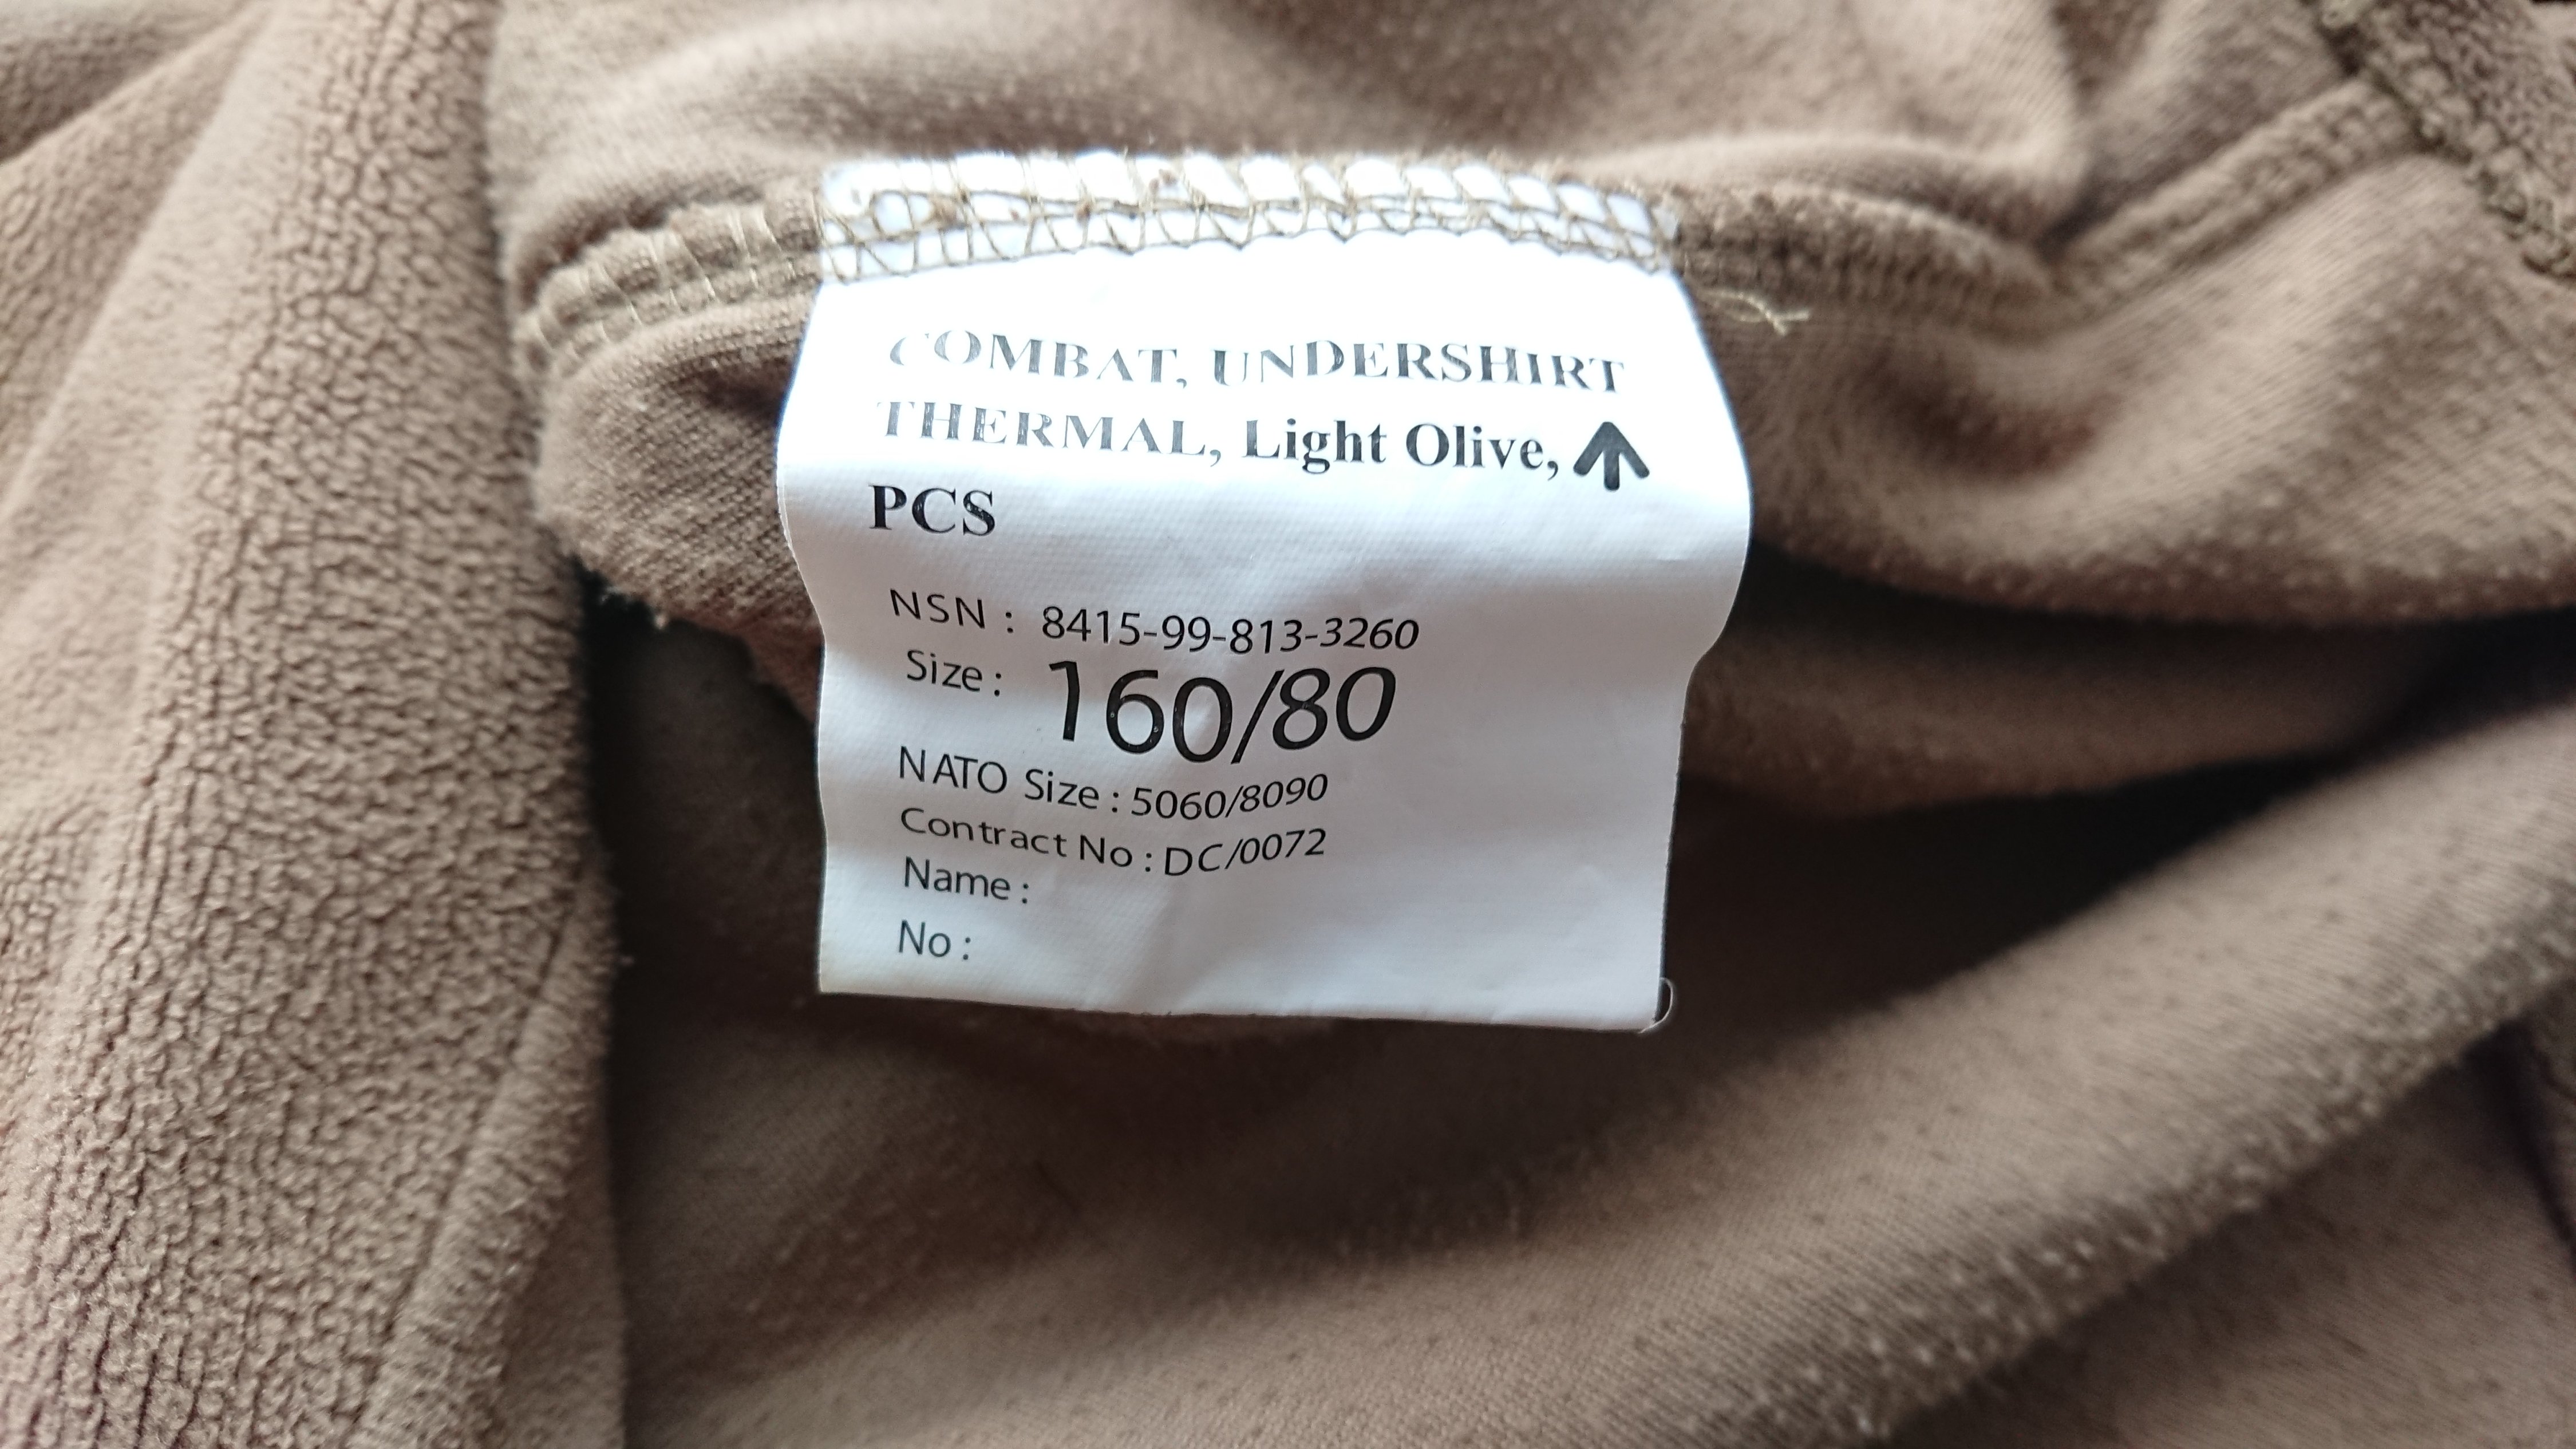 COMBAT, UNDERSHIRT
THERMAL, Light Olive,
PCS
NSN : 8415-99-813-3260
Size : 160/80
NATO Size : 5060/8090
Contract No : DC/0072
Name :
No :